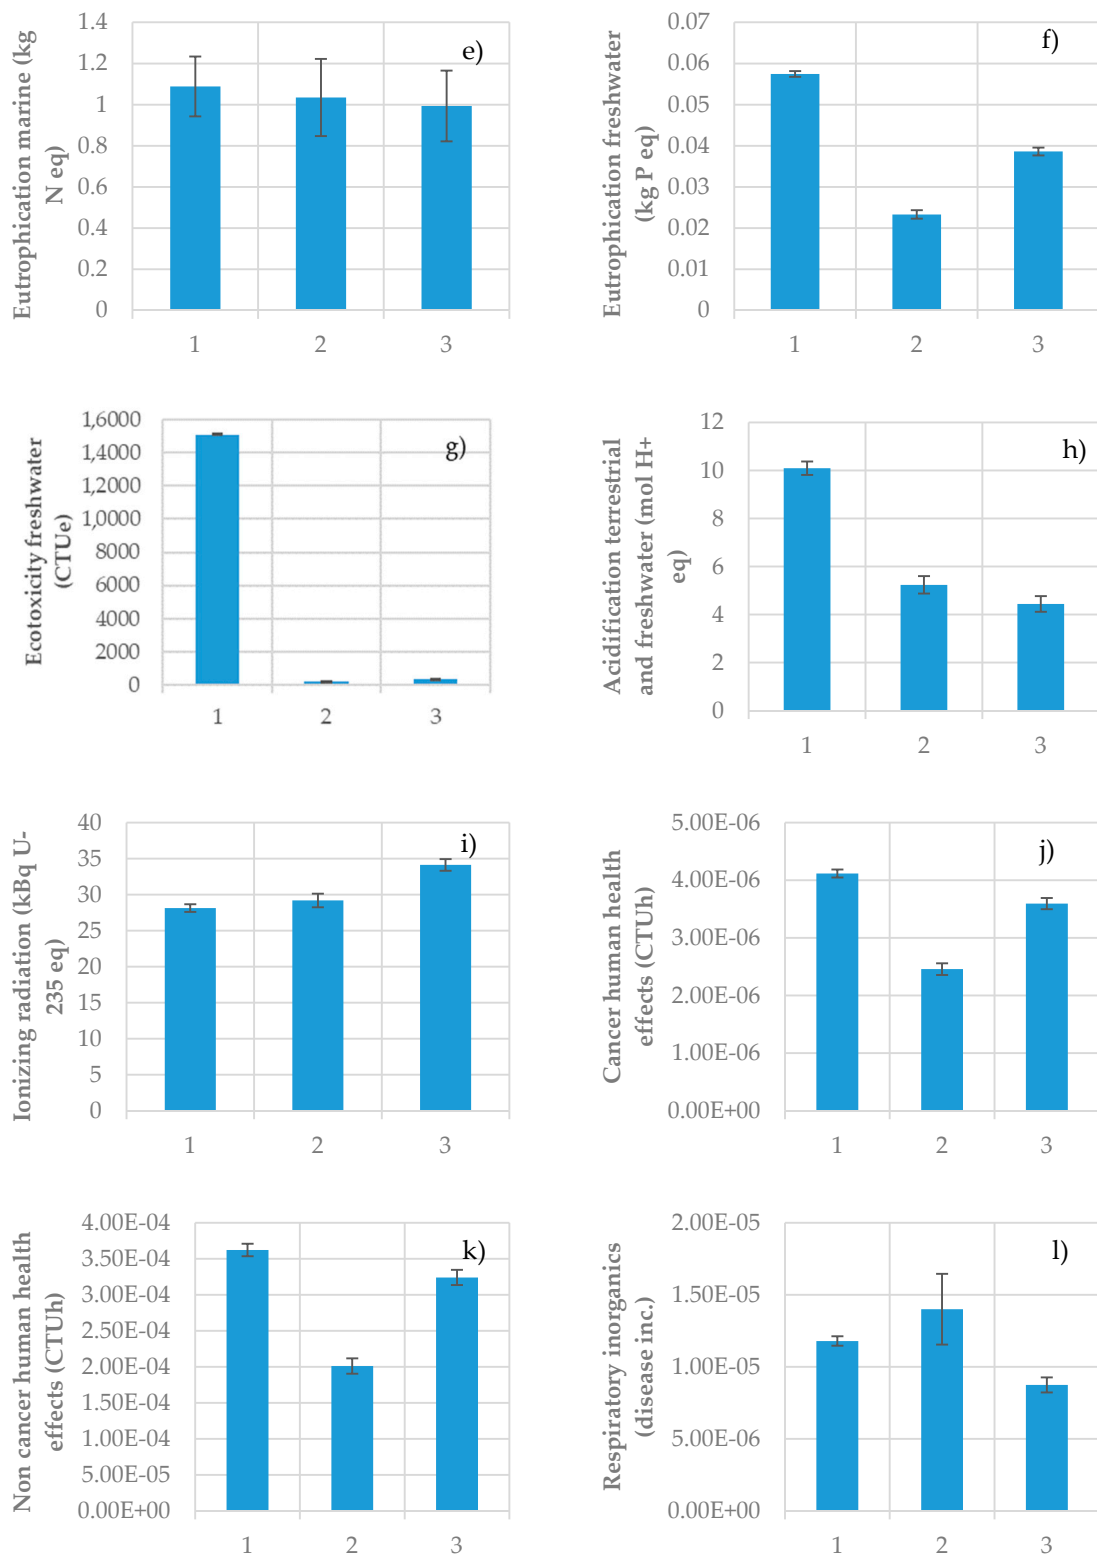 Eutrophication marine (kg
N eq)
1.4
1.2
1
0.8
0.6
0.4
0.2
0
e)
1 2 3
Eutrophication freshwater
(kg P eq)
0.07
0.06
0.05
0.04
0.03
0.02
0.01
0
f)
1 2 3
Ecotoxicity freshwater
(CTUe)
1,6000
1,4000
1,2000
1,0000
8000
6000
4000
2000
0
g)
1 2 3
Acidification terrestrial
and freshwater (mol H+
eq)
12
10
8
6
4
2
0
h)
1 2 3
Ionizing radiation (kBq U-
235 eq)
40
35
30
25
20
15
10
5
0
i)
1 2 3
Cancer human health
effects (CTUh)
5.00E-06
4.00E-06
3.00E-06
2.00E-06
1.00E-06
0.00E+00
j)
1 2 3
Non cancer human health
effects (CTUh)
4.00E-04
3.50E-04
3.00E-04
2.50E-04
2.00E-04
1.50E-04
1.00E-04
5.00E-05
0.00E+00
k)
1 2 3
Respiratory inorganics
(disease inc.)
2.00E-05
1.50E-05
1.00E-05
5.00E-06
0.00E+00
l)
1 2 3